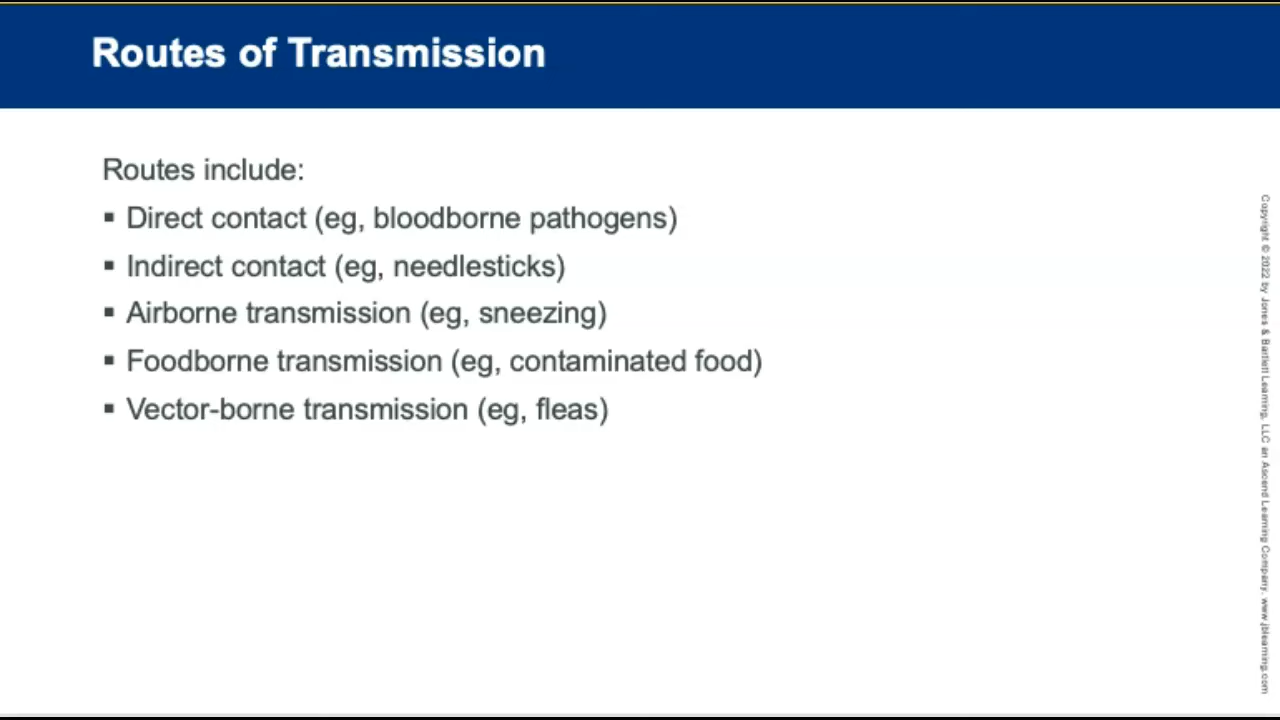 Routes of Transmission
Routes include:
▪ Direct contact (eg, bloodborne pathogens)
▪ Indirect contact (eg, needlesticks)
▪ Airborne transmission (eg, sneezing)
▪ Foodborne transmission (eg, contaminated food)
▪ Vector-borne transmission (eg, fleas)
Copyright © 2022 by Jones & Bartlett Learning, LLC an Ascend Learning Company. www.jblearning.com